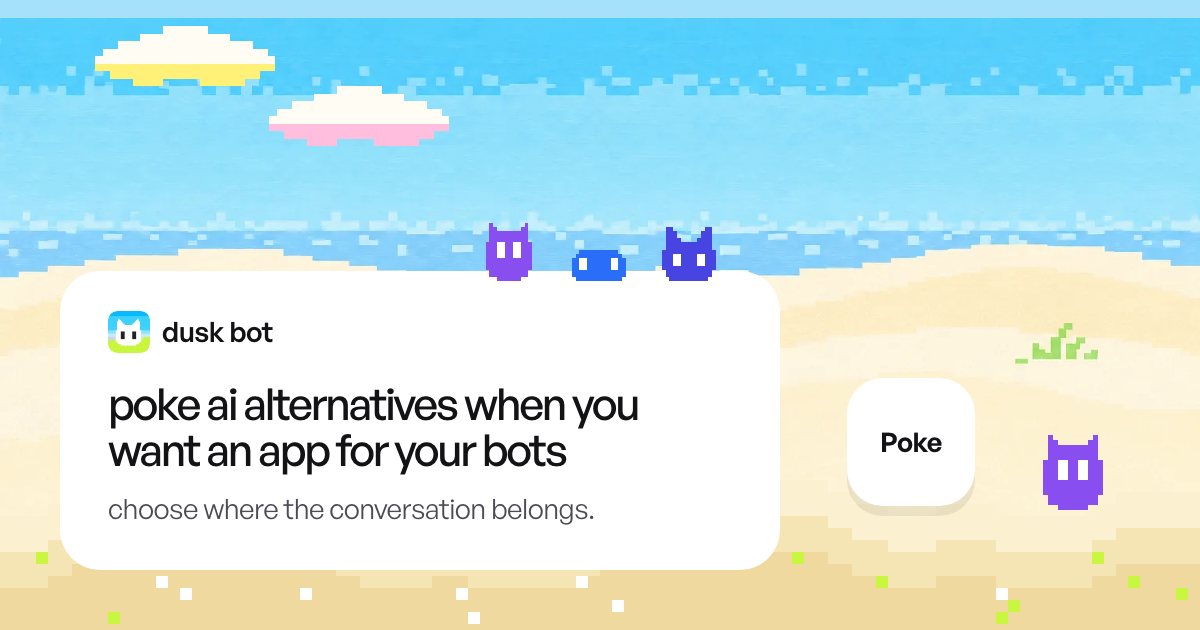 dusk bot
poke ai alternatives when you
want an app for your bots
choose where the conversation belongs.
Poke